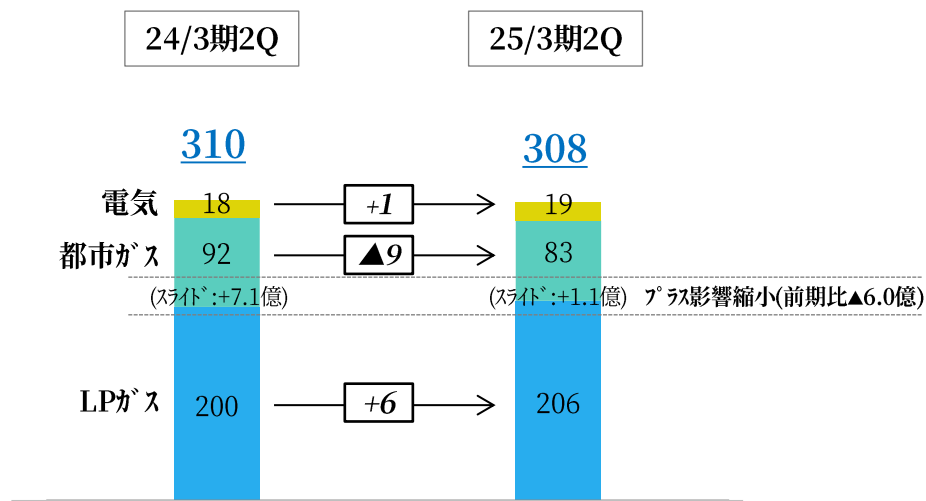 24/3期2Q
25/3期2Q
310
308
電気
18
+1
19
都市ガス
92
▲9
83
(スライド:+7.1億)
(スライド:+1.1億)
プラス影響縮小(前期比▲6.0億)
LPガス
200
+6
206